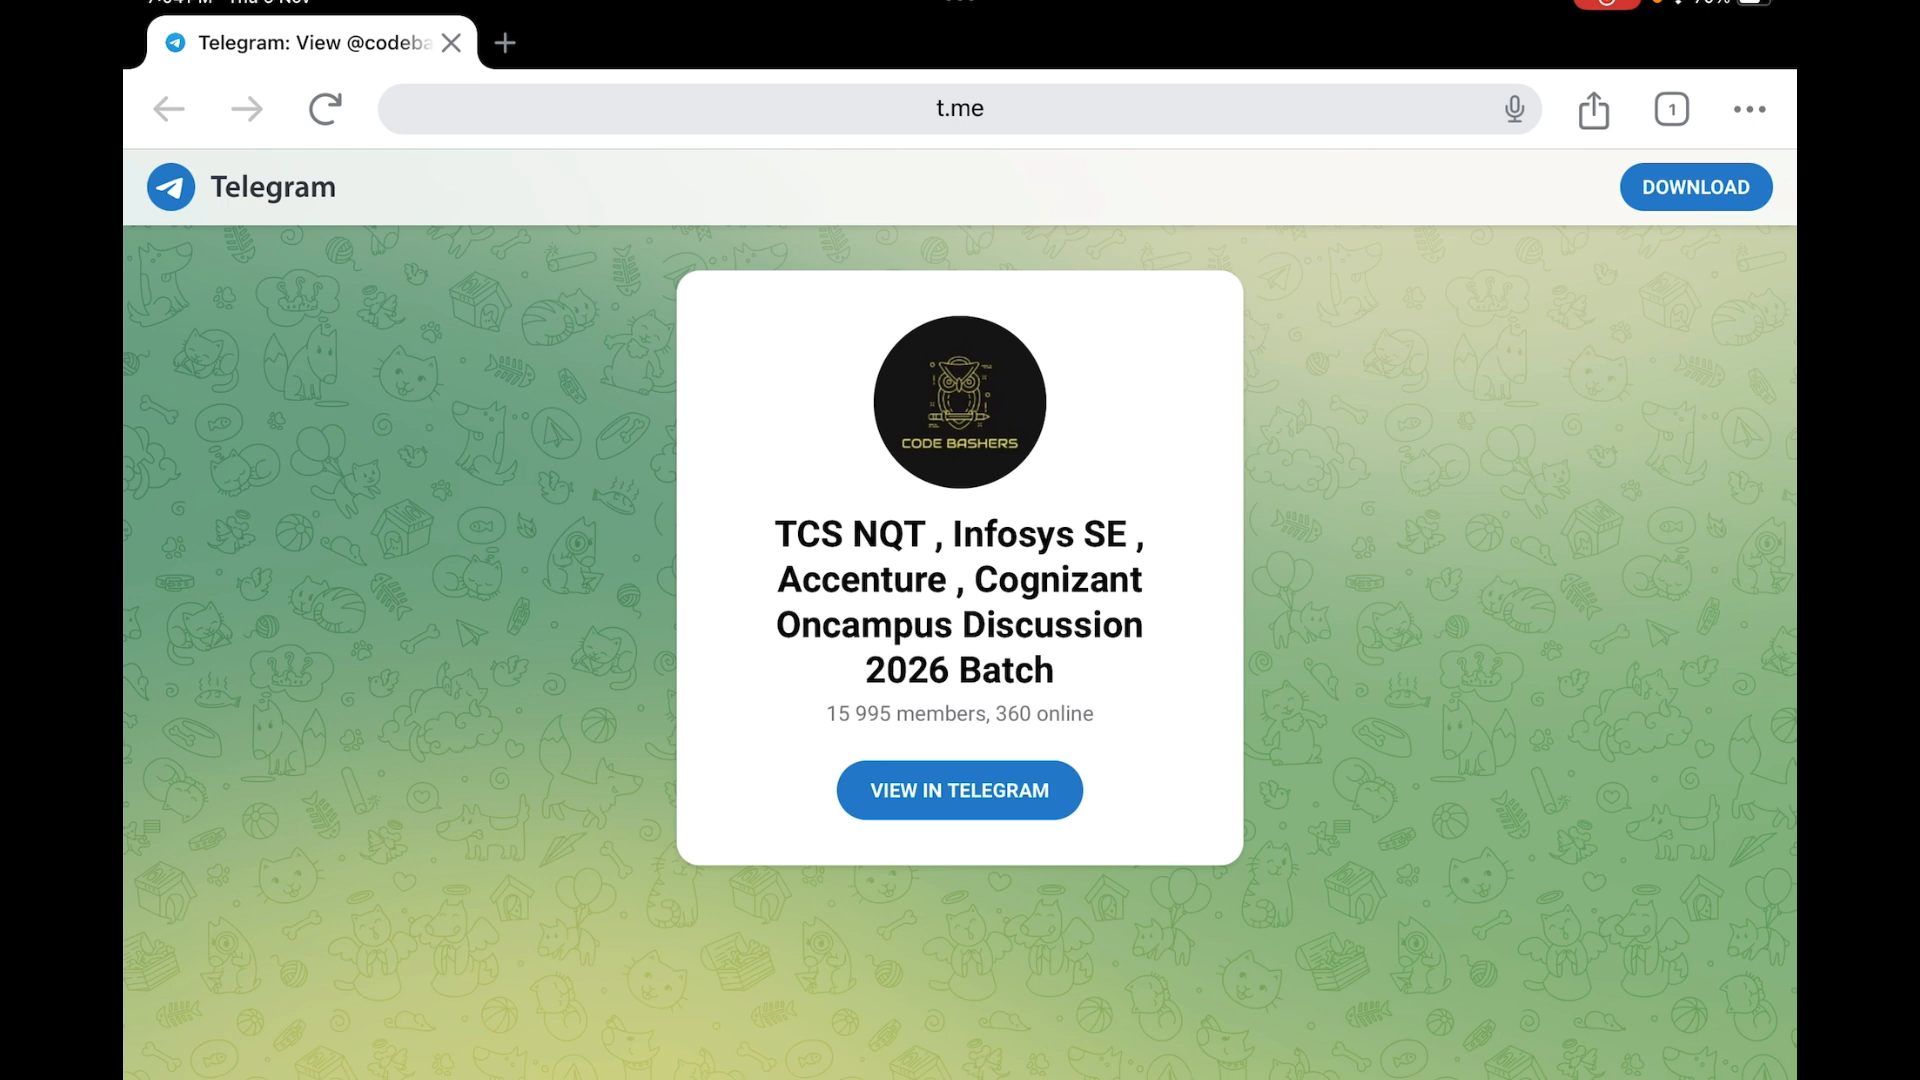 Telegram: View @codeba
t.me
1
Telegram
DOWNLOAD
CODE BASHERS
TCS NQT , Infosys SE ,
Accenture , Cognizant
Oncampus Discussion
2026 Batch
15 995 members, 360 online
VIEW IN TELEGRAM